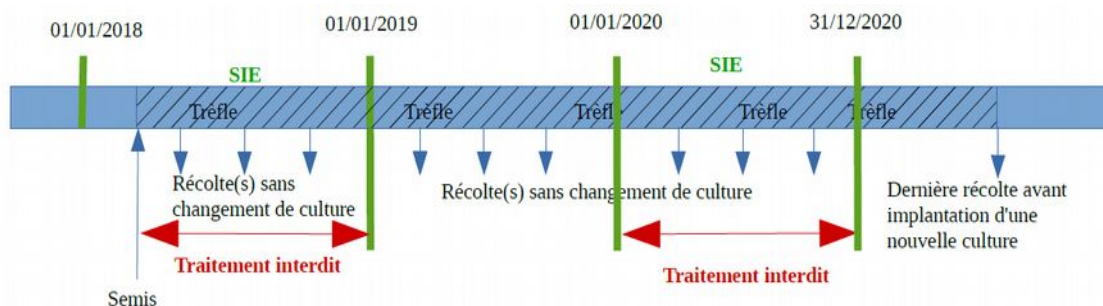 01/01/2018
01/01/2019
01/01/2020
31/12/2020
SIE
SIE
Trèfle
Trèfle
Trèfle
Trèfle
Trèfle
Récolte(s) sans
changement de culture
Récolte(s) sans changement de culture
Dernière récolte avant
implantation d'une
nouvelle culture
Traitement interdit
Traitement interdit
Semis